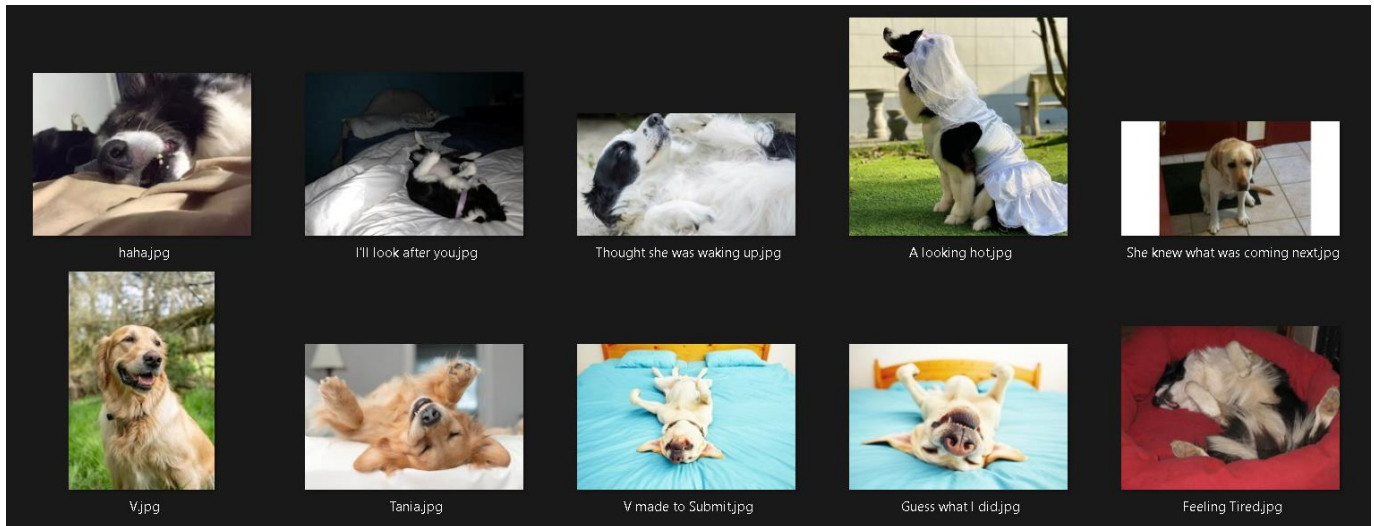 haha.jpg
I'll look after you.jpg
Thought she was waking up.jpg
A looking hot.jpg
She knew what was coming next.jpg
V.jpg
Tania.jpg
V made to Submit.jpg
Guess what I did.jpg
Feeling Tired.jpg